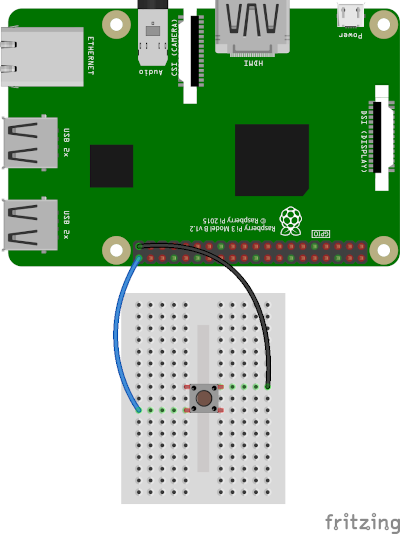 ETHERNET
Audio
CSI (CAMERA)
HDMI
Power
USB 2x
DSI (DISPLAY)
USB 2x
Raspberry Pi 3 Model B v1.2
© Raspberry Pi 2015
GPIO
fritzing